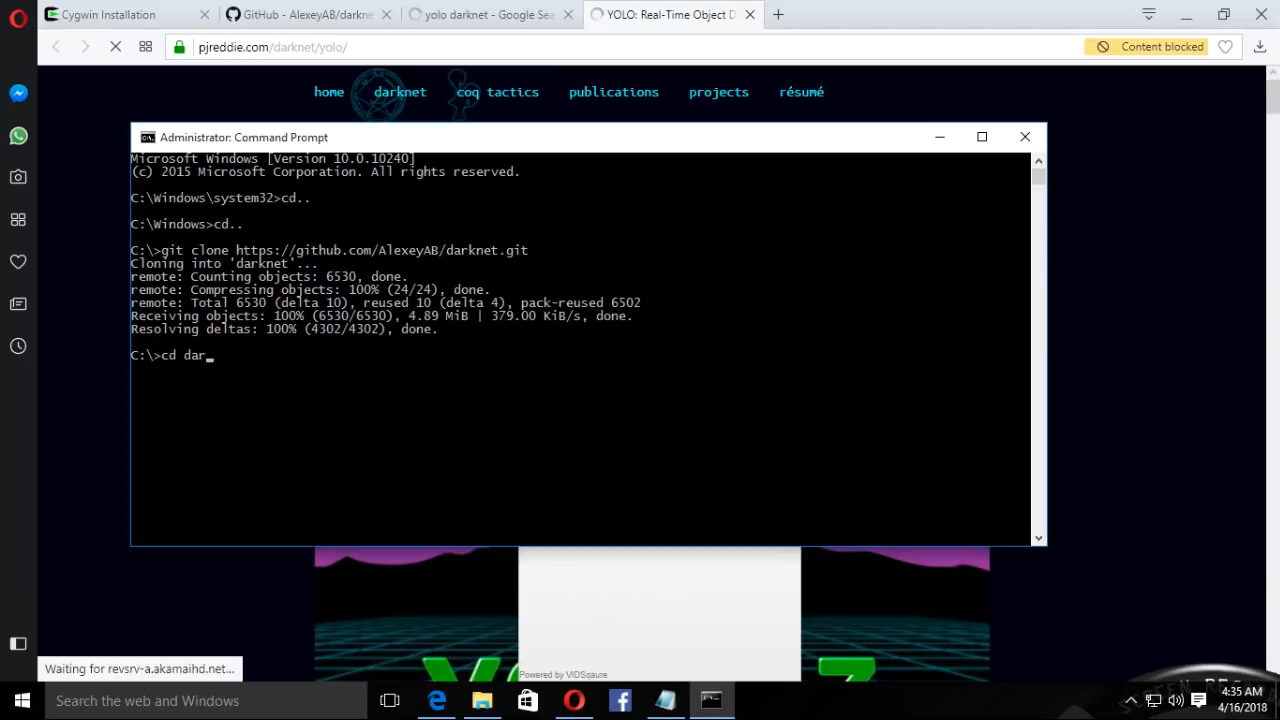 Cygwin Installation
GitHub - AlexeyAB/darkne
yolo darknet - Google Sea
YOLO: Real-Time Object D
pjreddie.com/darknet/yolo/
Content blocked
home
darknet
coq tactics
publications
projects
résumé
Administrator: Command Prompt
Microsoft Windows [Version 10.0.10240]
(c) 2015 Microsoft Corporation. All rights reserved.
C:\Windows\system32>cd..
C:\Windows>cd..
C:\>git clone https://github.com/AlexeyAB/darknet.git
Cloning into 'darknet'...
remote: Counting objects: 6530, done.
remote: Compressing objects: 100% (24/24), done.
remote: Total 6530 (delta 10), reused 10 (delta 4), pack-reused 6502
Receiving objects: 100% (6530/6530), 4.89 MiB | 379.00 KiB/s, done.
Resolving deltas: 100% (4302/4302), done.
C:\>cd dar_
Waiting for revsrv-a.akamaihd.net...
Powered by VIDSqaure
Search the web and Windows
4:35 AM
4/16/2018